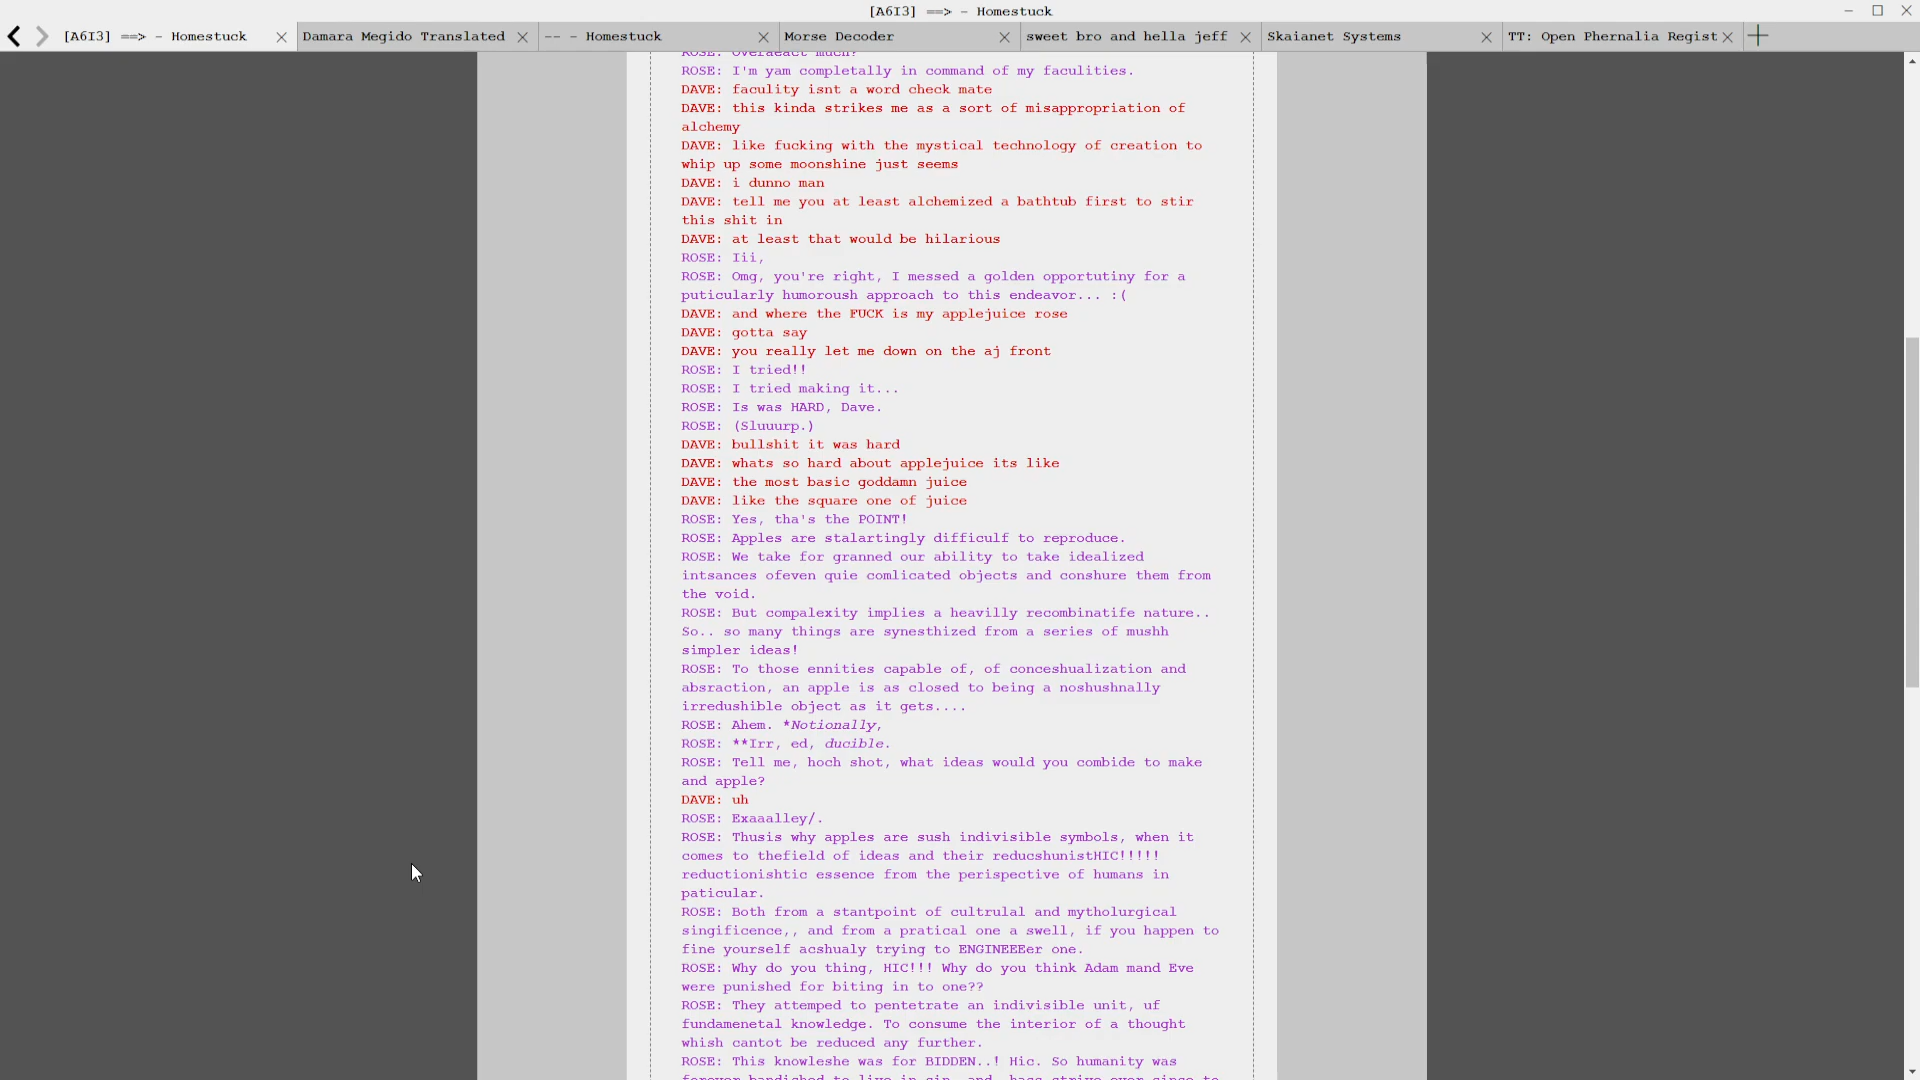 [A6I3] ==> - Homestuck
[A6I3] ==> - Homestuck
Damara Megido Translated
-- - Homestuck
Morse Decoder
sweet bro and hella jeff
Skaianet Systems
TT: Open Phernalia Regist
ROSE: Overaeact much?
ROSE: I'm yam completally in command of my faculities.
DAVE: faculity isnt a word check mate
DAVE: this kinda strikes me as a sort of misappropriation of
alchemy
DAVE: like fucking with the mystical technology of creation to
whip up some moonshine just seems
DAVE: i dunno man
DAVE: tell me you at least alchemized a bathtub first to stir
this shit in
DAVE: at least that would be hilarious
ROSE: Iii,
ROSE: Omg, you're right, I messed a golden opportutiny for a
puticularly humoroush approach to this endeavor... :(
DAVE: and where the FUCK is my applejuice rose
DAVE: gotta say
DAVE: you really let me down on the aj front
ROSE: I tried!!
ROSE: I tried making it...
ROSE: Is was HARD, Dave.
ROSE: (Sluuurp.)
DAVE: bullshit it was hard
DAVE: whats so hard about applejuice its like
DAVE: the most basic goddamn juice
DAVE: like the square one of juice
ROSE: Yes, tha's the POINT!
ROSE: Apples are stalartingly difficulf to reproduce.
ROSE: We take for granned our ability to take idealized
intsances ofeven quie comlicated objects and conshure them from
the void.
ROSE: But compalexity implies a heavilly recombinatife nature..
So.. so many things are synesthized from a series of mushh
simpler ideas!
ROSE: To those ennities capable of, of conceshualization and
absraction, an apple is as closed to being a noshushnally
irredushible object as it gets....
ROSE: Ahem. *Notionally,
ROSE: **Irr, ed, ducible.
ROSE: Tell me, hoch shot, what ideas would you combide to make
and apple?
DAVE: uh
ROSE: Exaaalley/.
ROSE: Thusis why apples are sush indivisible symbols, when it
comes to thefield of ideas and their reducshunistHIC!!!!!
reductionishtic essence from the perispective of humans in
paticular.
ROSE: Both from a stantpoint of cultrulal and mytholurgical
singificence,, and from a pratical one a swell, if you happen to
fine yourself acshualy trying to ENGINEEEer one.
ROSE: Why do you thing, HIC!!! Why do you think Adam mand Eve
were punished for biting in to one??
ROSE: They attemped to pentetrate an indivisible unit, uf
fundamenetal knowledge. To consume the interior of a thought
whish cantot be reduced any further.
ROSE: This knowleshe was for BIDDEN..! Hic. So humanity was
forever bandished to live in sin, and, hass strive ever since to